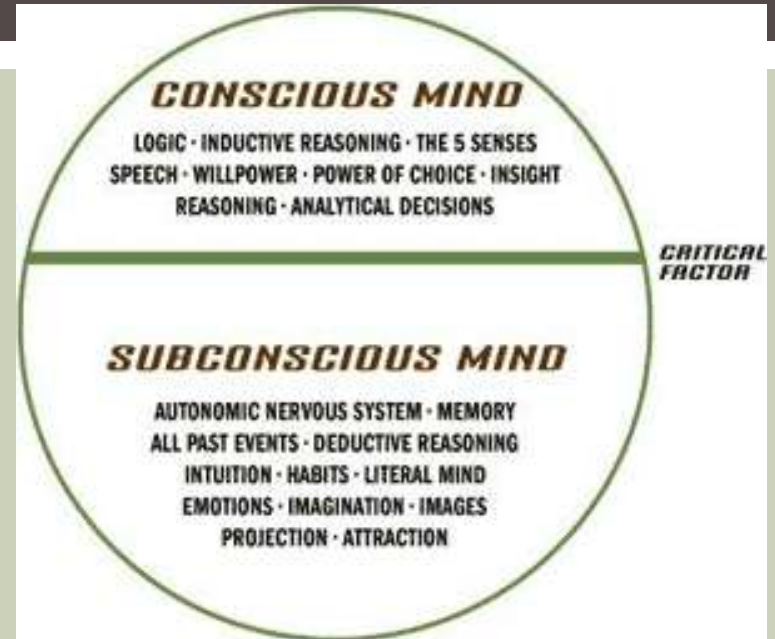 CONSCIOUS MIND
LOGIC · INDUCTIVE REASONING · THE 5 SENSES
SPEECH · WILLPOWER · POWER OF CHOICE · INSIGHT
REASONING · ANALYTICAL DECISIONS
CRITICAL
FACTOR
SUBCONSCIOUS MIND
AUTONOMIC NERVOUS SYSTEM · MEMORY
ALL PAST EVENTS · DEDUCTIVE REASONING
INTUITION · HABITS · LITERAL MIND
EMOTIONS · IMAGINATION · IMAGES
PROJECTION · ATTRACTION